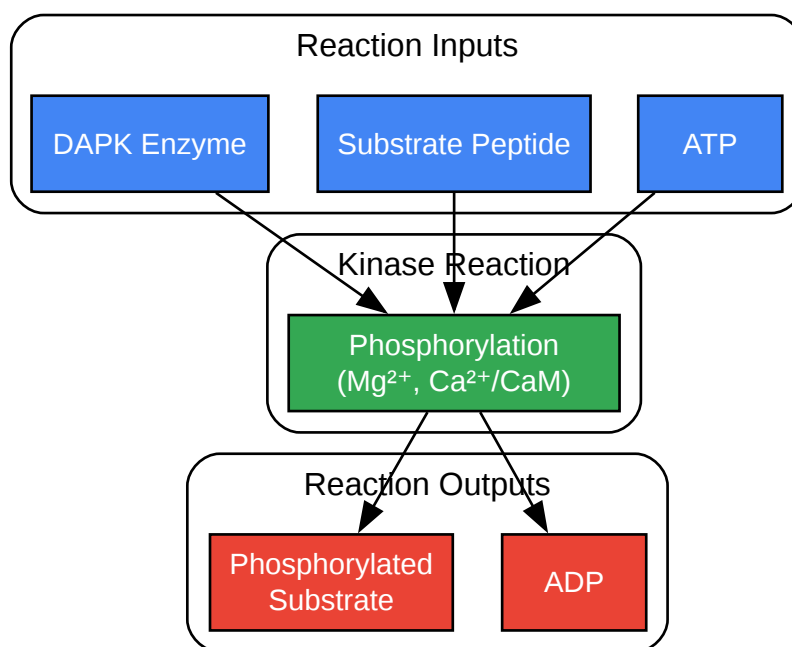 Reaction Inputs
DAPK Enzyme
Substrate Peptide
ATP
Kinase Reaction
Phosphorylation
(Mg²⁺, Ca²⁺/CaM)
Reaction Outputs
Phosphorylated
Substrate
ADP